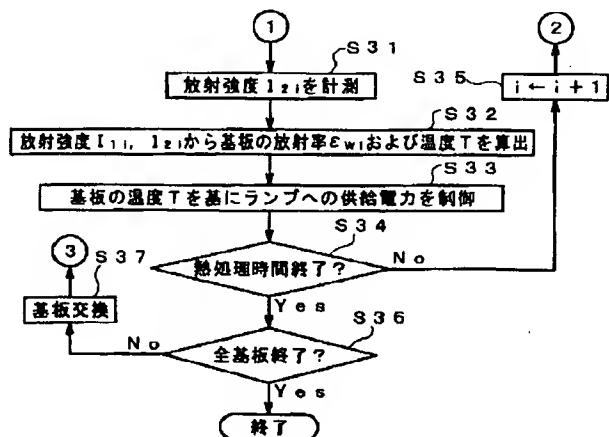 ①
②
S31
放射強度I2iを計測
S35
i←i+1
S32
放射強度I1i, I2iから基板の放射率εWiおよび温度Tを算出
S33
基板の温度Tを基にランプへの供給電力を制御
S34
③
S37
熱処理時間終了?
No
Yes
基板交換
S36
No
全基板終了?
Yes
終了